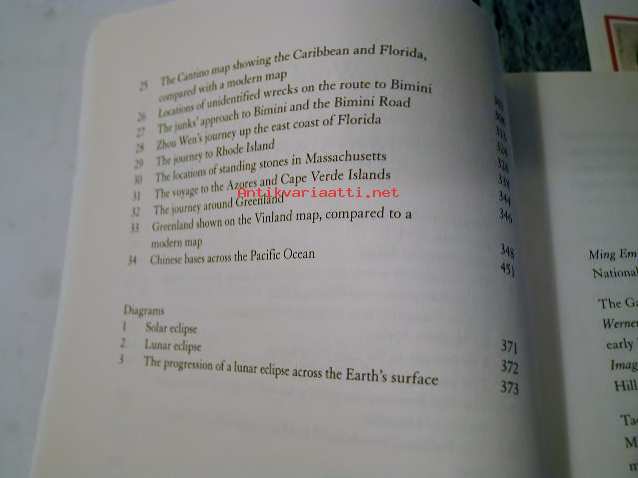 25 The Cantino map showing the Caribbean and Florida,
compared with a modern map
26 Locations of unidentified wrecks on the route to Bimini
27 The junks' approach to Bimini and the Bimini Road
28 Zhou Wen's journey up the east coast of Florida
29 The journey to Rhode Island
30 The locations of standing stones in Massachusetts
31 The voyage to the Azores and Cape Verde Islands
32 The journey around Greenland 344
33 Greenland shown on the Vinland map, compared to a 346
modern map 348
34 Chinese bases across the Pacific Ocean 451
Antikvariaatti.net
Diagrams
1 Solar eclipse 371
2 Lunar eclipse 372
3 The progression of a lunar eclipse across the Earth's surface 373
Ming Em
National
The Ga
Werner
early
Imag
Hill
Ta
M
m